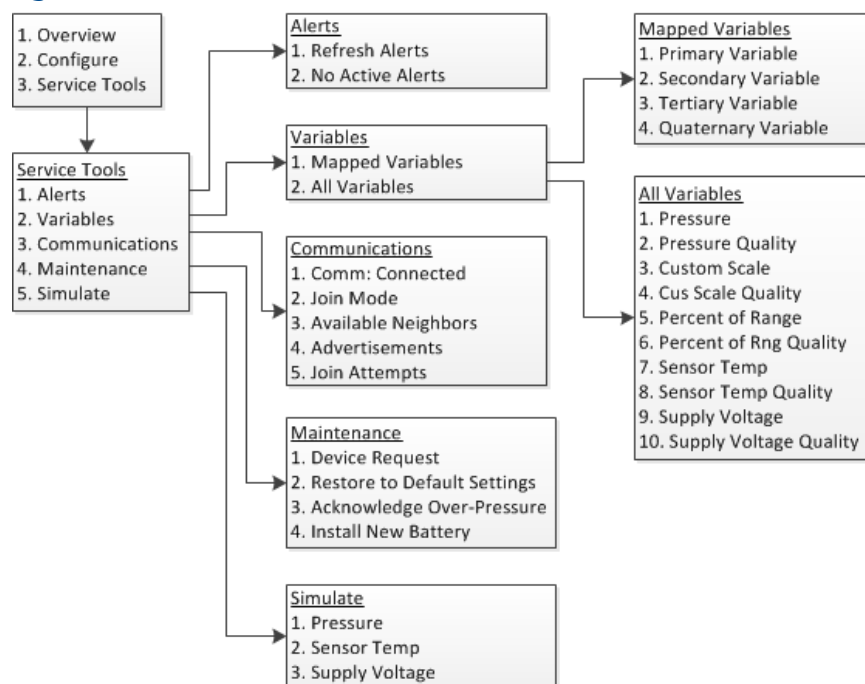 1. Overview
2. Configure
3. Service Tools
Service Tools
1. Alerts
2. Variables
3. Communications
4. Maintenance
5. Simulate
Alerts
1. Refresh Alerts
2. No Active Alerts
Variables
1. Mapped Variables
2. All Variables
Communications
1. Comm: Connected
2. Join Mode
3. Available Neighbors
4. Advertisements
5. Join Attempts
Maintenance
1. Device Request
2. Restore to Default Settings
3. Acknowledge Over-Pressure
4. Install New Battery
Simulate
1. Pressure
2. Sensor Temp
3. Supply Voltage
Mapped Variables
1. Primary Variable
2. Secondary Variable
3. Tertiary Variable
4. Quaternary Variable
All Variables
1. Pressure
2. Pressure Quality
3. Custom Scale
4. Cus Scale Quality
5. Percent of Range
6. Percent of Rng Quality
7. Sensor Temp
8. Sensor Temp Quality
9. Supply Voltage
10. Supply Voltage Quality